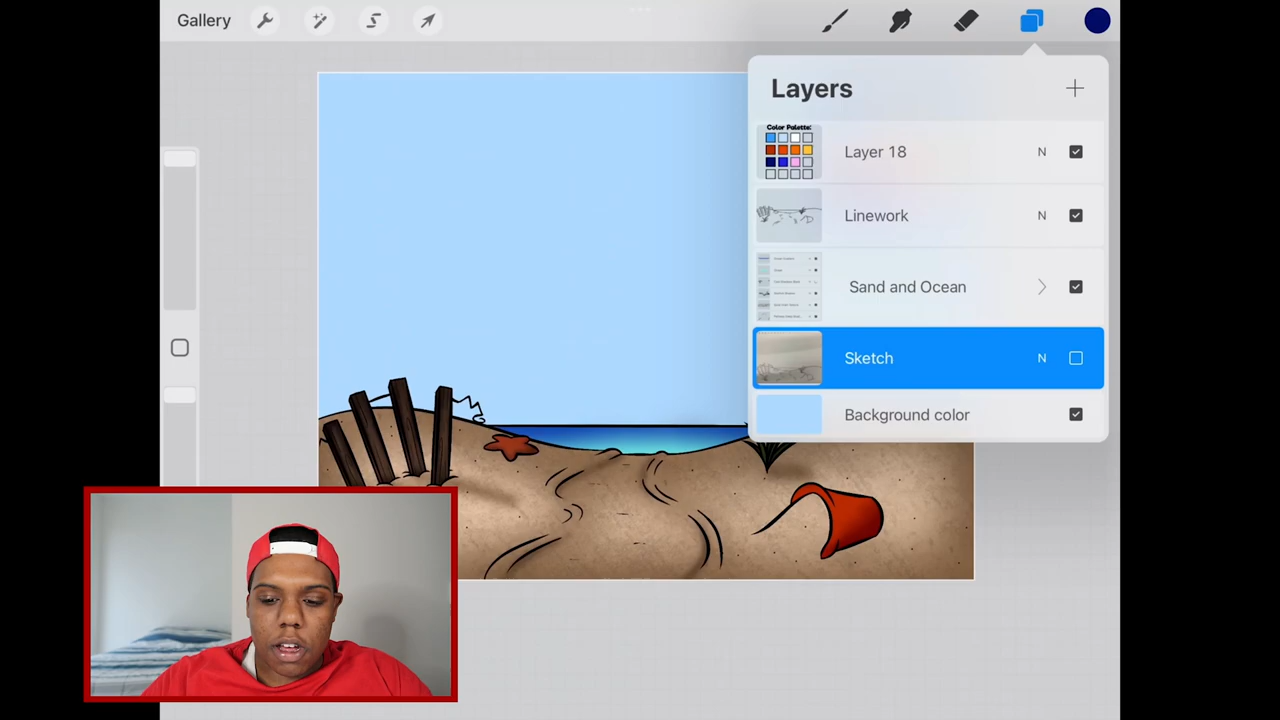 Gallery
Layers
Color Palette:
Layer 18 N
Linework N
Sand and Ocean
Sketch N
Background color